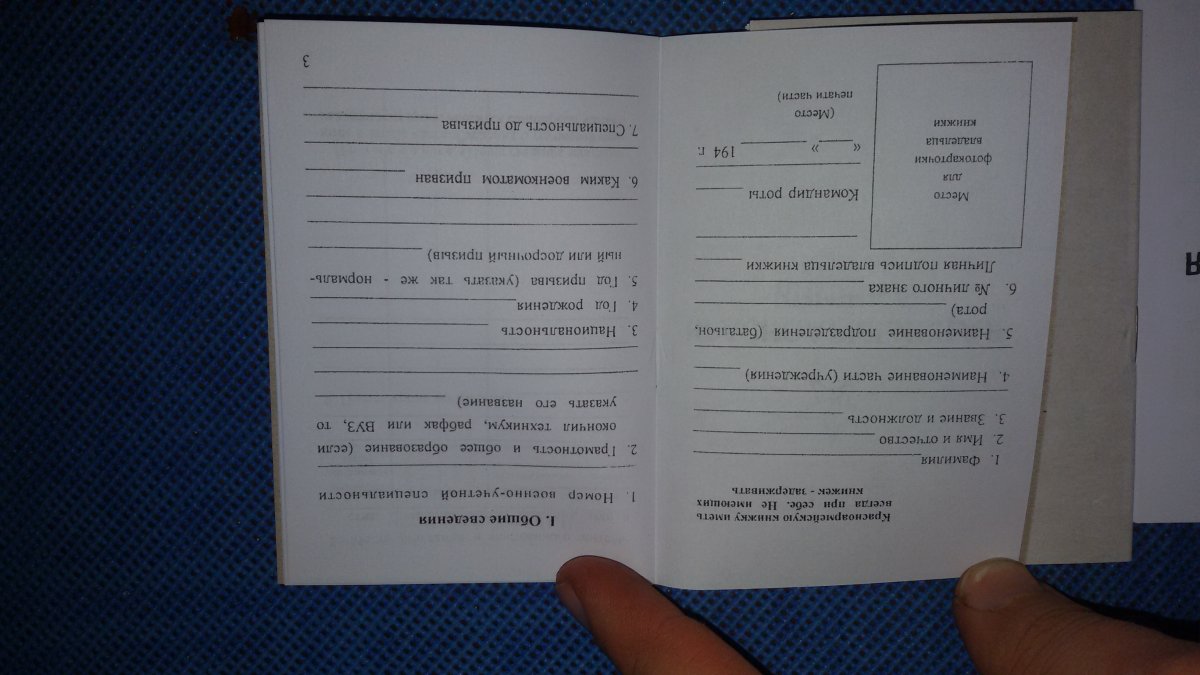 Красноармейскую книжку иметь
всегда при себе. Не имеющих
книжек - задерживать
1. Фамилия
2. Имя и отчество
3. Звание и должность
4. Наименование части (учреждения)
5. Наименование подразделения (батальон,
рота)
6. № личного знака
Личная подпись владельца книжки
Место
для
фотокарточки
владельца
книжки
Командир роты
«___» ______ 194 г.
(Место
печати части)
I. Общие сведения
1. Номер военно-учетной специальности
2. Грамотность и общее образование (если
окончил техникум, рабфак или ВУЗ, то
указать его название)
3. Национальность
4. Год рождения
5. Год призыва (указать так же - нормаль-
ный или досрочный призыв)
6. Каким военкоматом призван
7. Специальность до призыва
3
Я